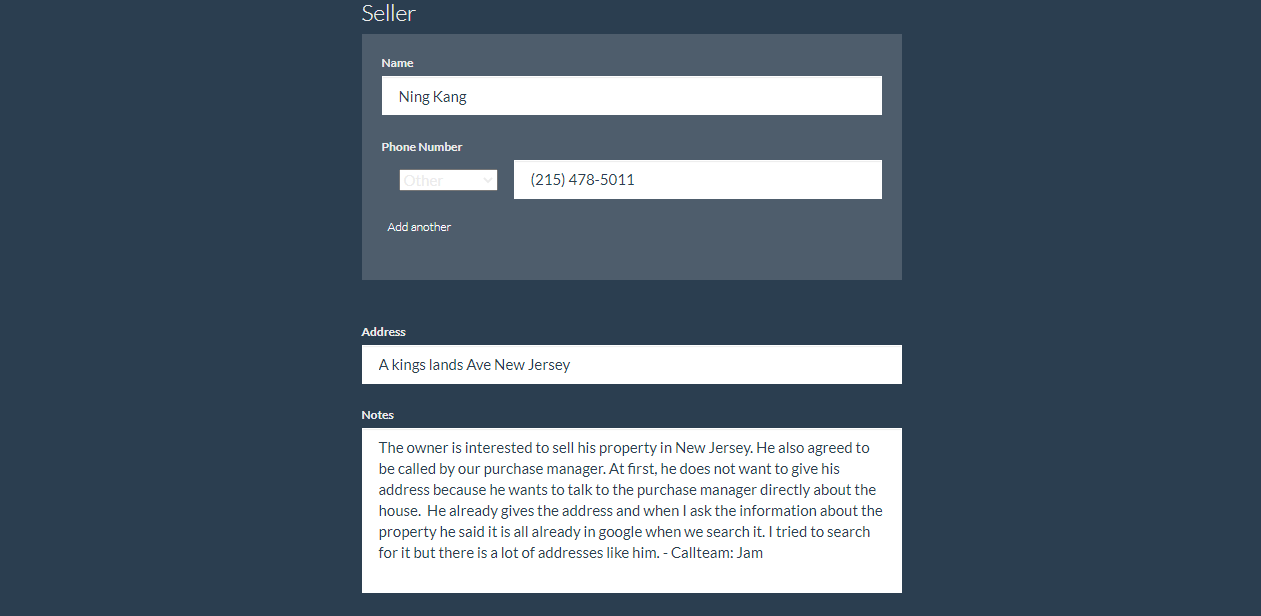 Seller
Name
Ning Kang
Phone Number
Other
(215) 478-5011
Add another
Address
A kings lands Ave New Jersey
Notes
The owner is interested to sell his property in New Jersey. He also agreed to
be called by our purchase manager. At first, he does not want to give his
address because he wants to talk to the purchase manager directly about the
house.  He already gives the address and when I ask the information about the
property he said it is all already in google when we search it. I tried to search
for it but there is a lot of addresses like him. - Callteam: Jam